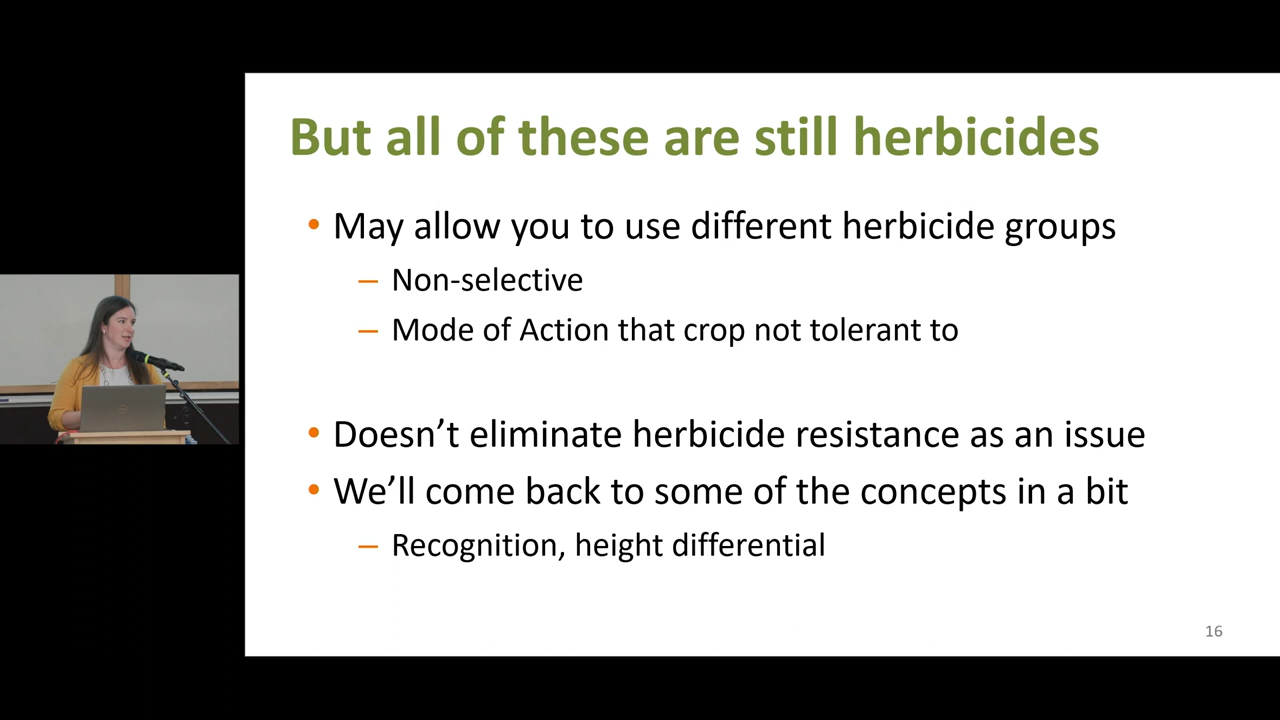 But all of these are still herbicides
• May allow you to use different herbicide groups
– Non-selective
– Mode of Action that crop not tolerant to
• Doesn’t eliminate herbicide resistance as an issue
• We’ll come back to some of the concepts in a bit
– Recognition, height differential
16